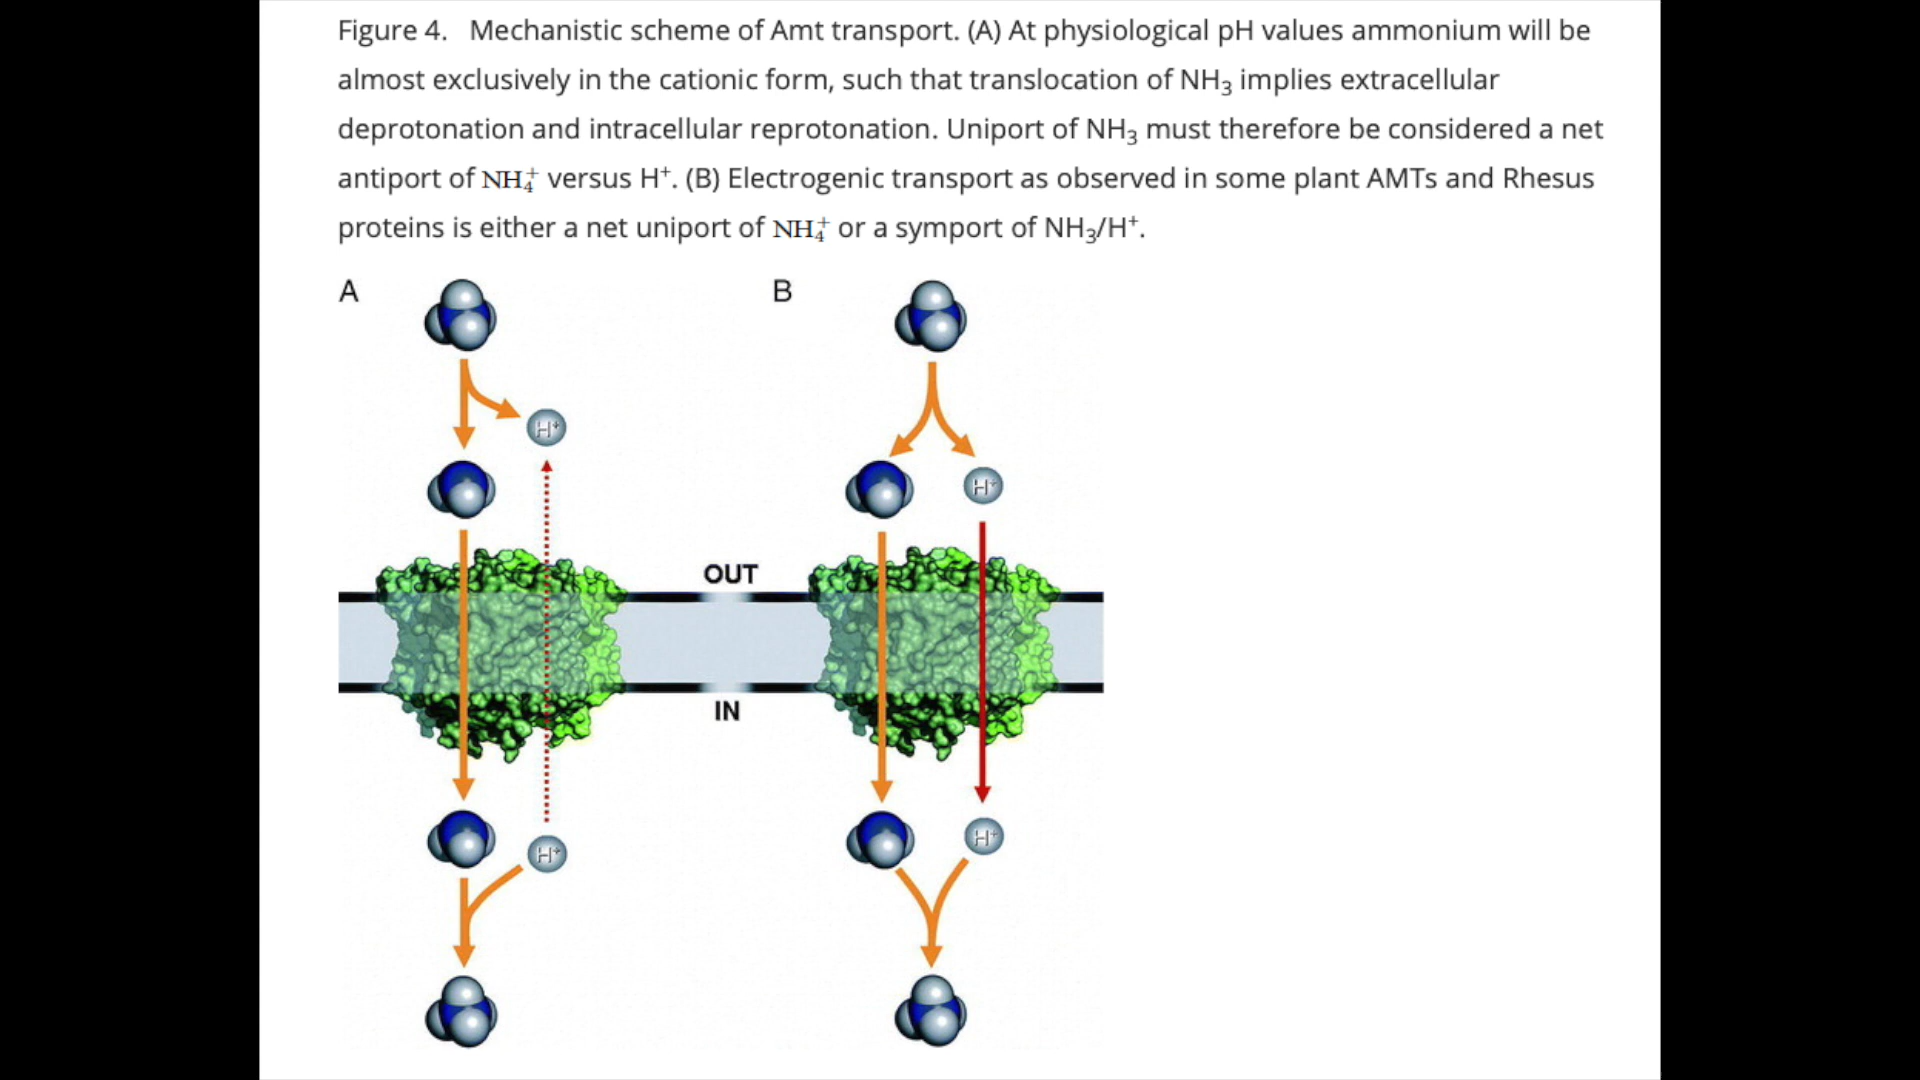 Figure 4. Mechanistic scheme of Amt transport. (A) At physiological pH values ammonium will be
almost exclusively in the cationic form, such that translocation of NH₃ implies extracellular
deprotonation and intracellular reprotonation. Uniport of NH₃ must therefore be considered a net
antiport of NH₄⁺ versus H⁺. (B) Electrogenic transport as observed in some plant AMTs and Rhesus
proteins is either a net uniport of NH₄⁺ or a symport of NH₃/H⁺.
A
B
H⁺
H⁺
OUT
IN
H⁺
H⁺